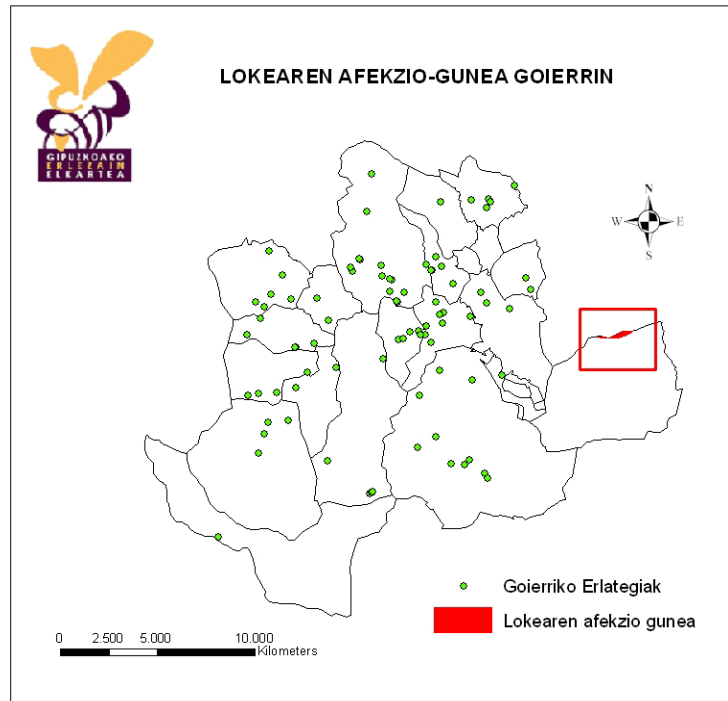 LOKEAREN AFEKZIO-GUNEA GOIERRIN
GIPUZKOAKO
ERLEZAIN
ELKARTEA
N
W E
S
Goierriko Erlategiak
Lokearen afekzio gunea
0 2.500 5.000 10.000
Kilometers